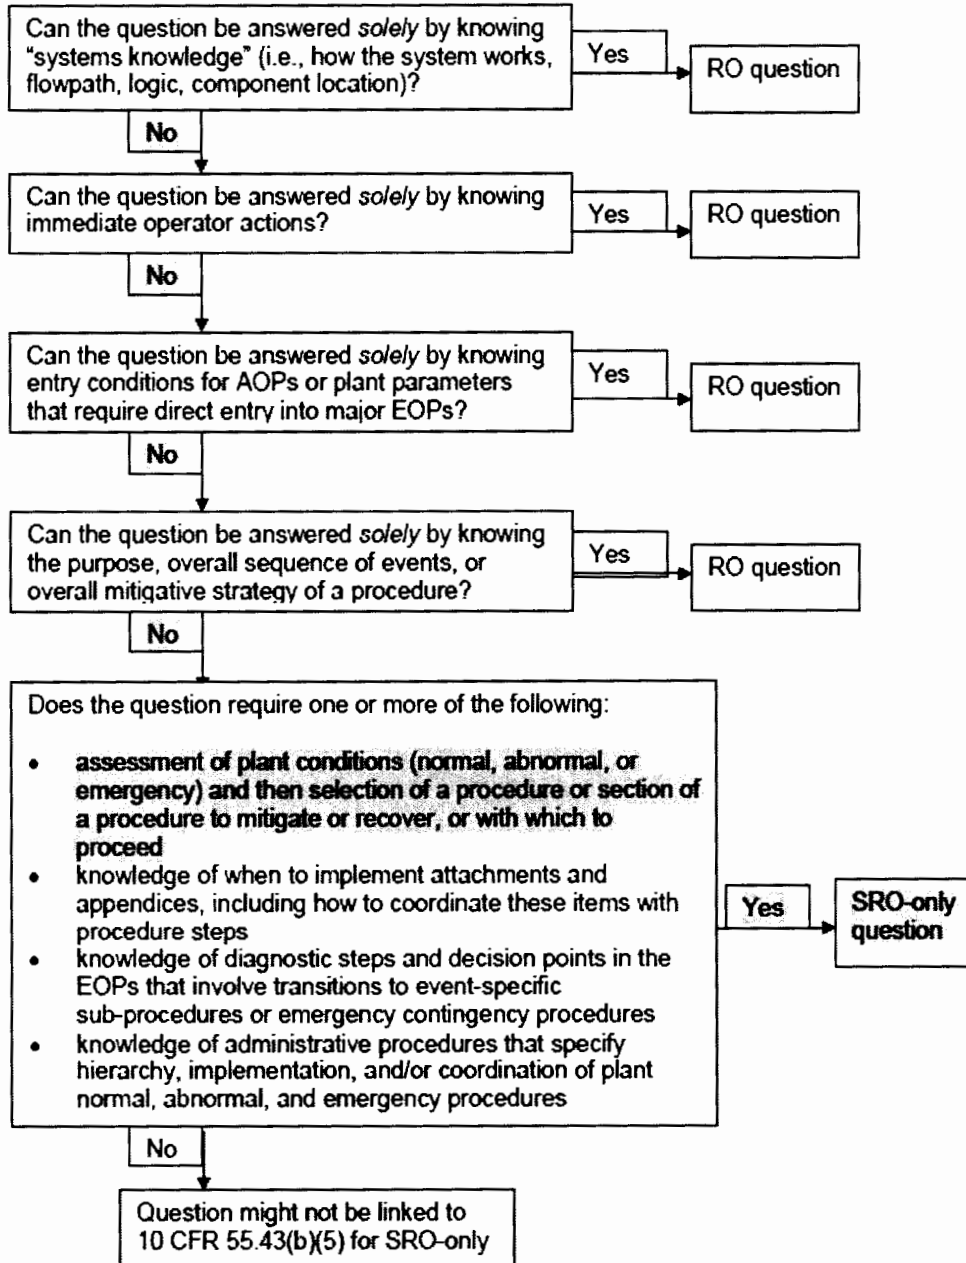 Can the question be answered solely by knowing
"systems knowledge" (i.e., how the system works,
flowpath, logic, component location)?
Yes
RO question
No
Can the question be answered solely by knowing
immediate operator actions?
Yes
RO question
No
Can the question be answered solely by knowing
entry conditions for AOPs or plant parameters
that require direct entry into major EOPs?
Yes
RO question
No
Can the question be answered solely by knowing
the purpose, overall sequence of events, or
overall mitigative strategy of a procedure?
Yes
RO question
No
Does the question require one or more of the following:
• assessment of plant conditions (normal, abnormal, or
emergency) and then selection of a procedure or section of
a procedure to mitigate or recover, or with which to
proceed
• knowledge of when to implement attachments and
appendices, including how to coordinate these items with
procedure steps
• knowledge of diagnostic steps and decision points in the
EOPs that involve transitions to event-specific
sub-procedures or emergency contingency procedures
• knowledge of administrative procedures that specify
hierarchy, implementation, and/or coordination of plant
normal, abnormal, and emergency procedures
Yes
SRO-only
question
No
Question might not be linked to
10 CFR 55.43(b)(5) for SRO-only